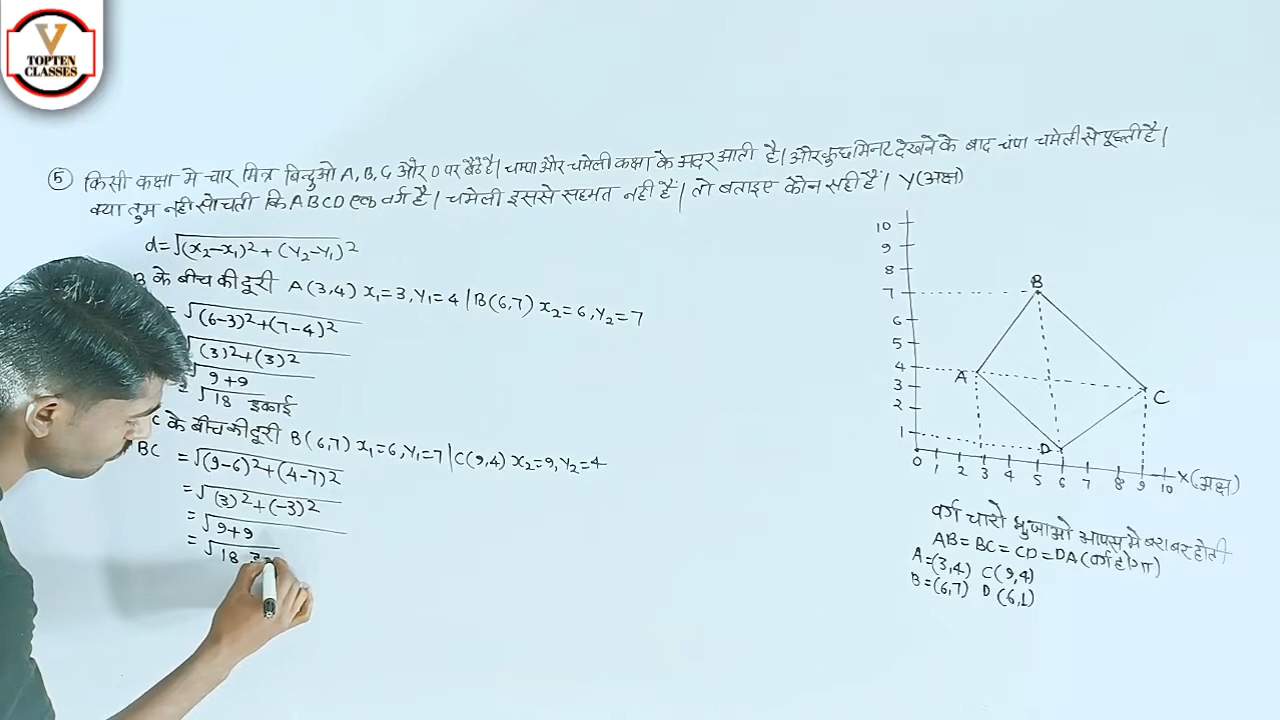 V
TOPTEN
CLASSES
⑤ किसी कक्षा मे चार मित्र बिन्दुओ A, B, C और D पर बैठे है। चम्पा और चमेली कक्षा के अंदर आती है। और कुछ मिनट देखने के बाद चंपा चमेली से पूछती है।
क्या तुम नही सोचती कि ABCD एक वर्ग है। चमेली इससे सहमत नही है। तो बताइए कौन सही है।
d=√(x₂-x₁)²+(y₂-y₁)²
B के बीच की दूरी A(3,4) x₁=3,y₁=4 | B(6,7) x₂=6,y₂=7
= √(6-3)²+(7-4)²
√(3)²+(3)²
√9+9
= √18 इकाई
C के बीच की दूरी B(6,7) x₁=6,y₁=7 | C(9,4) x₂=9,y₂=4
BC = √(9-6)²+(4-7)²
= √(3)²+(-3)²
= √9+9
= √18
Y(अक्ष)
10
9
8
7
6
5
4
3
2
1
0 1 2 3 4 5 6 7 8 9 10 X(अक्ष)
B
A
C
D
वर्ग चारो भुजाओ आपस मे बराबर होती
AB=BC=CD=DA(वर्ग होगा)
A=(3,4) C(9,4)
B=(6,7) D(6,1)